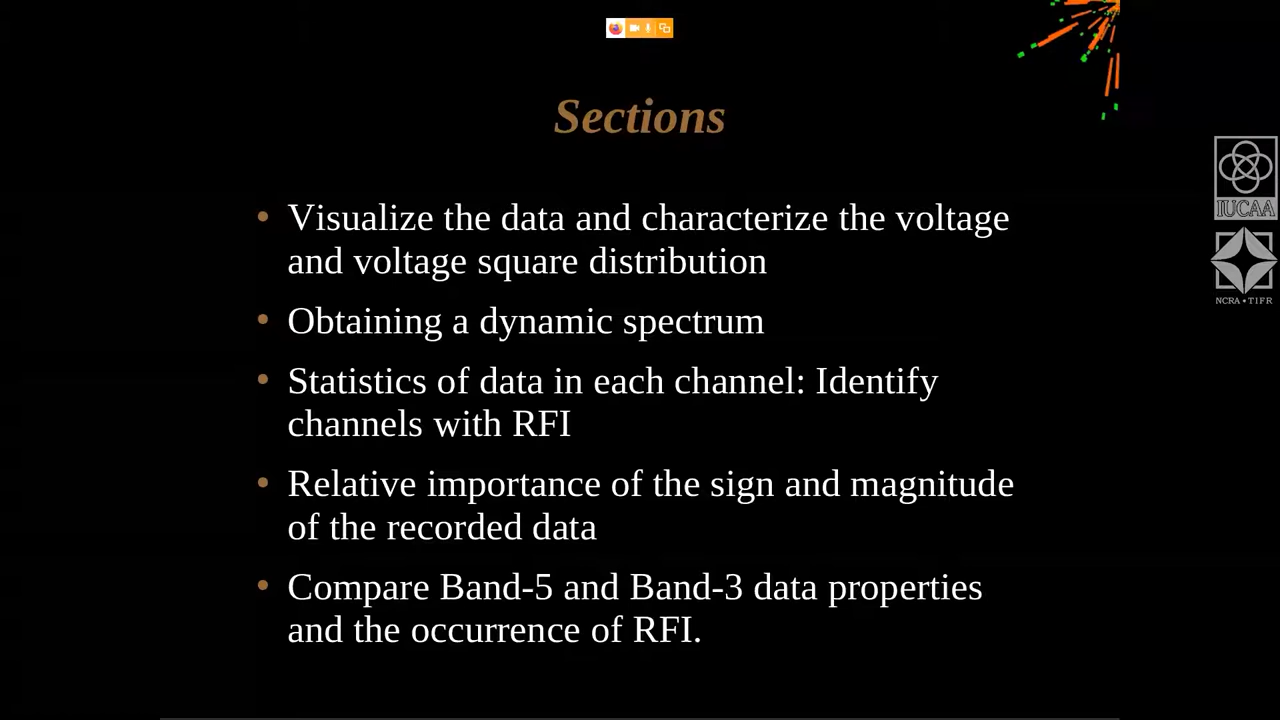 Sections
• Visualize the data and characterize the voltage
and voltage square distribution
• Obtaining a dynamic spectrum
• Statistics of data in each channel: Identify
channels with RFI
• Relative importance of the sign and magnitude
of the recorded data
• Compare Band-5 and Band-3 data properties
and the occurrence of RFI.
IUCAA
NCRA•TIFR